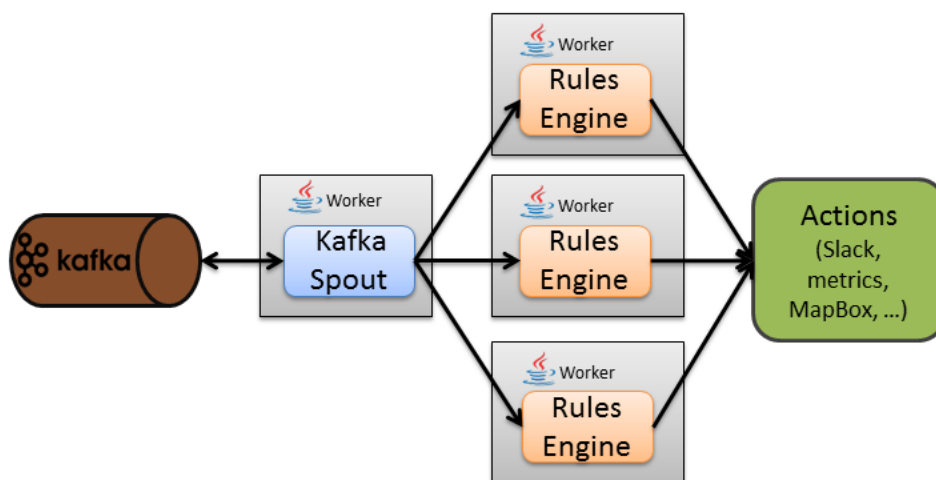 Worker
Rules
Engine
Worker
Kafka
Spout
Worker
Rules
Engine
Worker
Rules
Engine
kafka
Actions
(Slack,
metrics,
MapBox, ...)